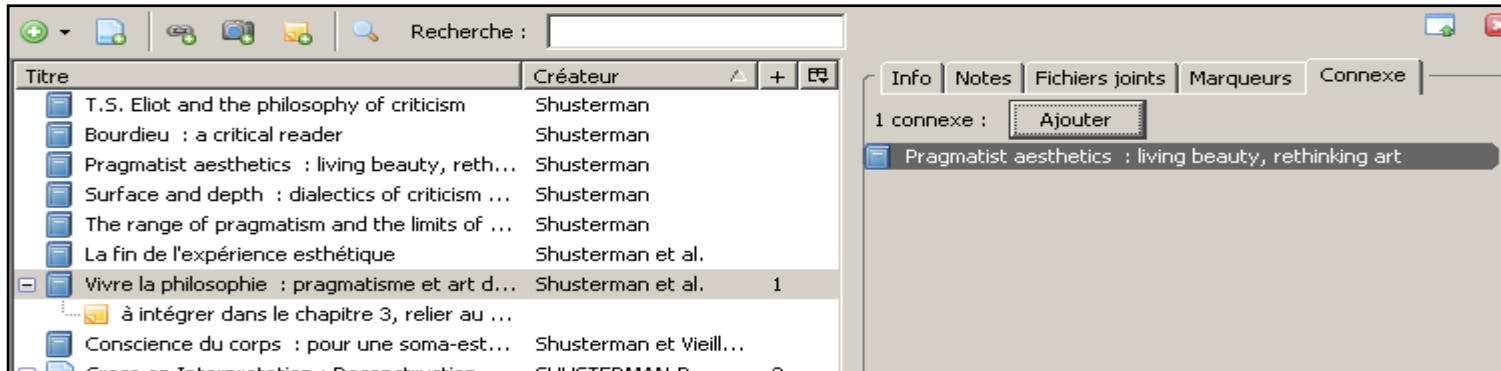 Recherche :
Titre Créateur +
T.S. Eliot and the philosophy of criticism Shusterman
Bourdieu : a critical reader Shusterman
Pragmatist aesthetics : living beauty, reth... Shusterman
Surface and depth : dialectics of criticism ... Shusterman
The range of pragmatism and the limits of ... Shusterman
La fin de l'expérience esthétique Shusterman et al.
Vivre la philosophie : pragmatisme et art d... Shusterman et al. 1
à intégrer dans le chapitre 3, relier au ...
Conscience du corps : pour une soma-est... Shusterman et Vieill...
Info Notes Fichiers joints Marqueurs Connexe
1 connexe : Ajouter
Pragmatist aesthetics : living beauty, rethinking art